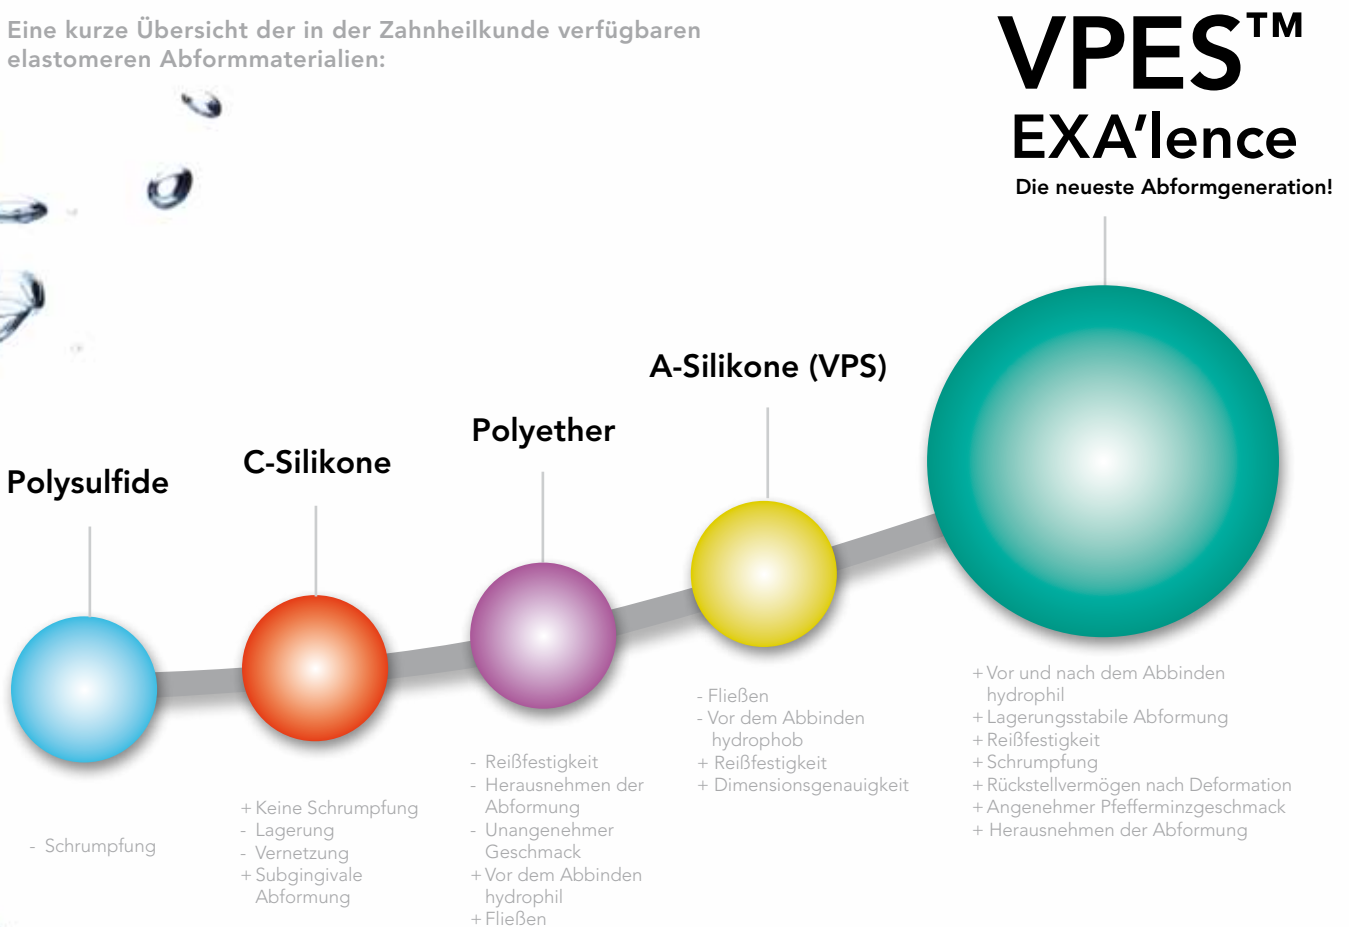 Eine kurze Übersicht der in der Zahnheilkunde verfügbaren
elastomeren Abformmaterialien:
VPES™
EXA'lence
Die neueste Abformgeneration!
A-Silikone (VPS)
Polyether
C-Silikone
Polysulfide
- Schrumpfung
+ Keine Schrumpfung
- Lagerung
- Vernetzung
+ Subgingivale
Abformung
- Reißfestigkeit
- Herausnehmen der
Abformung
- Unangenehmer
Geschmack
+ Vor dem Abbinden
hydrophil
+ Fließen
- Fließen
- Vor dem Abbinden
hydrophob
+ Reißfestigkeit
+ Dimensionsgenauigkeit
+ Vor und nach dem Abbinden
hydrophil
+ Lagerungsstabile Abformung
+ Reißfestigkeit
+ Schrumpfung
+ Rückstellvermögen nach Deformation
+ Angenehmer Pfefferminzgeschmack
+ Herausnehmen der Abformung